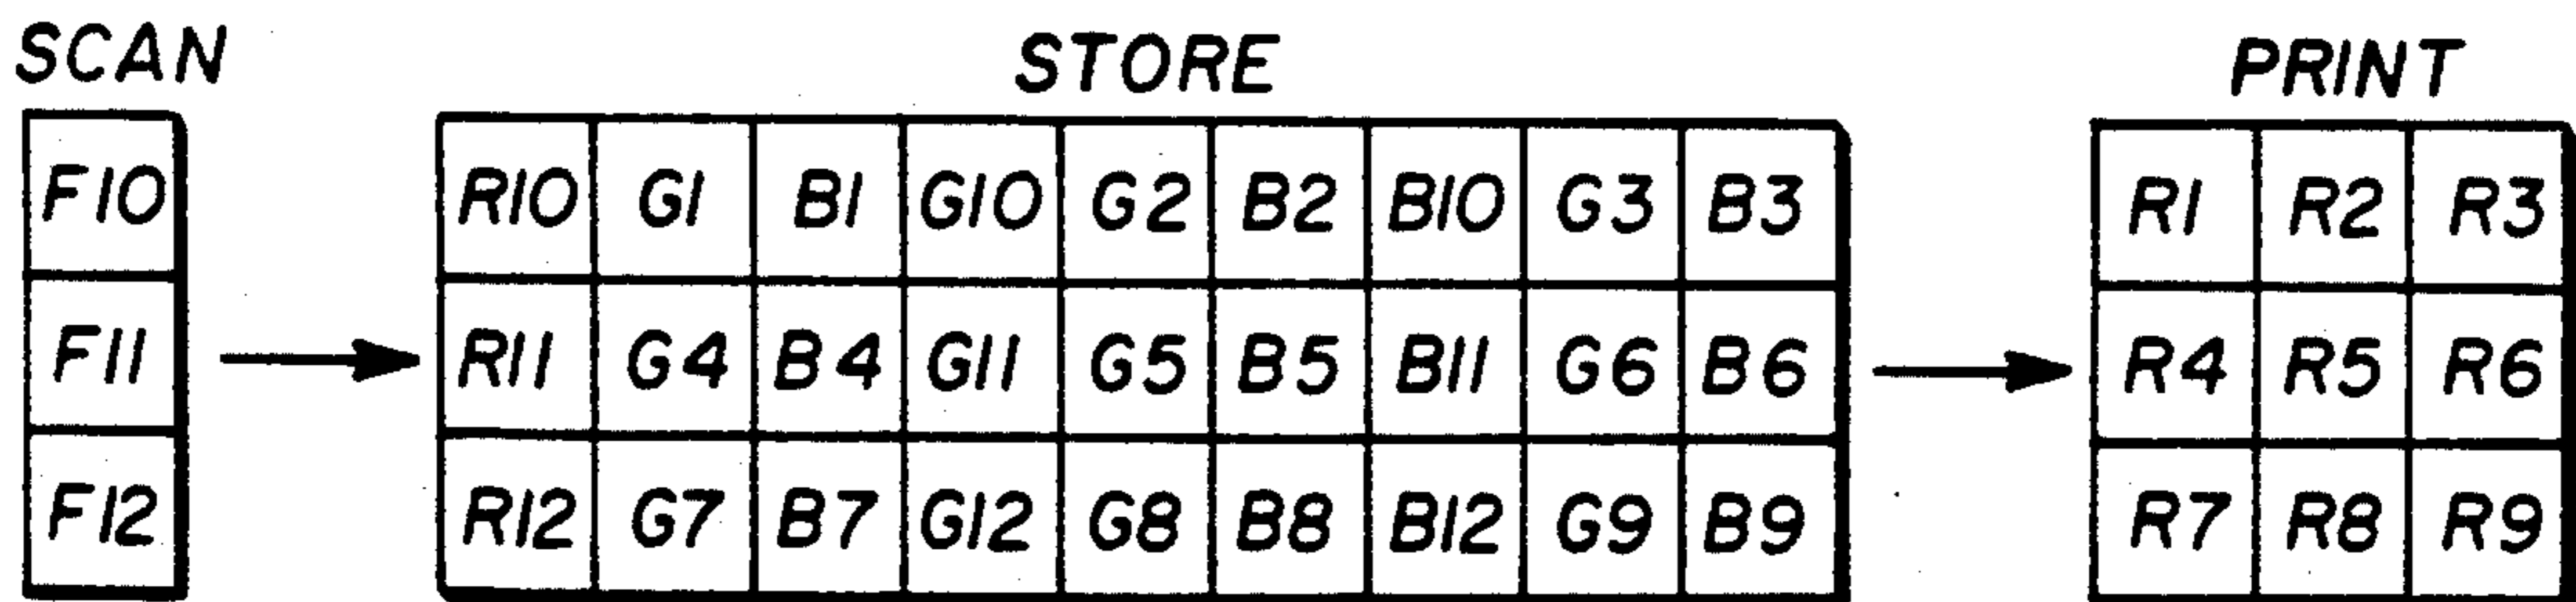 SCAN STORE PRINT
F10 R10 G1 B1 G10 G2 B2 B10 G3 B3 R1 R2 R3
F11 R11 G4 B4 G11 G5 B5 B11 G6 B6 R4 R5 R6
F12 R12 G7 B7 G12 G8 B8 B12 G9 B9 R7 R8 R9